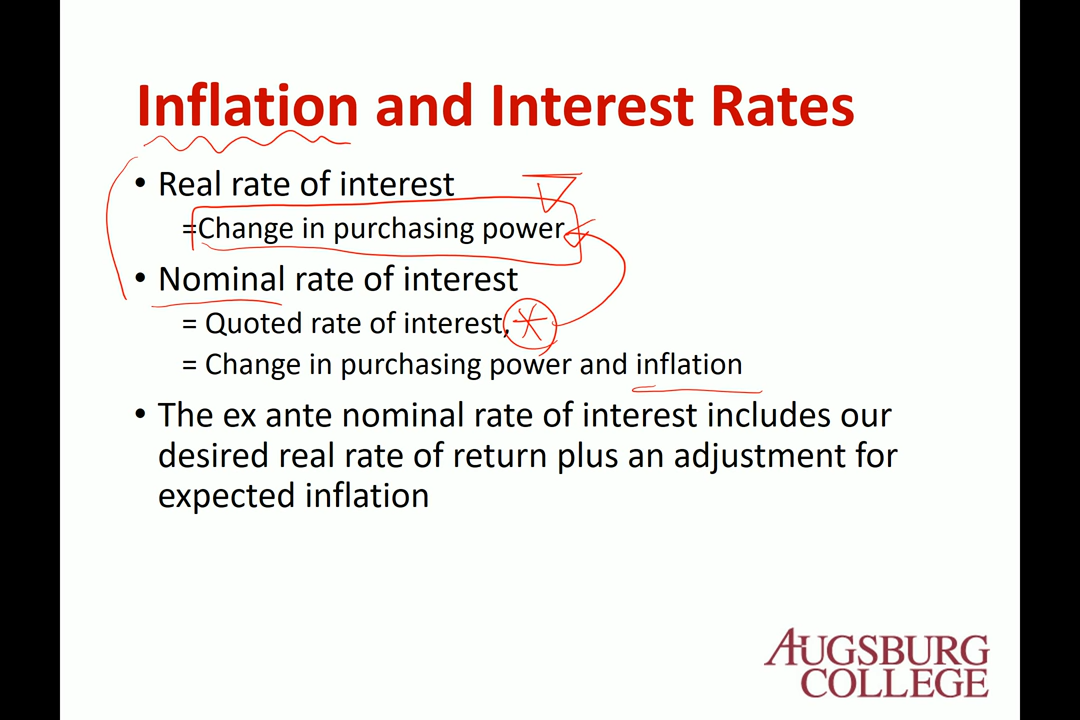 Inflation and Interest Rates
• Real rate of interest
=Change in purchasing power
• Nominal rate of interest
= Quoted rate of interest,
= Change in purchasing power and inflation
• The ex ante nominal rate of interest includes our
desired real rate of return plus an adjustment for
expected inflation
AUGSBURG
COLLEGE